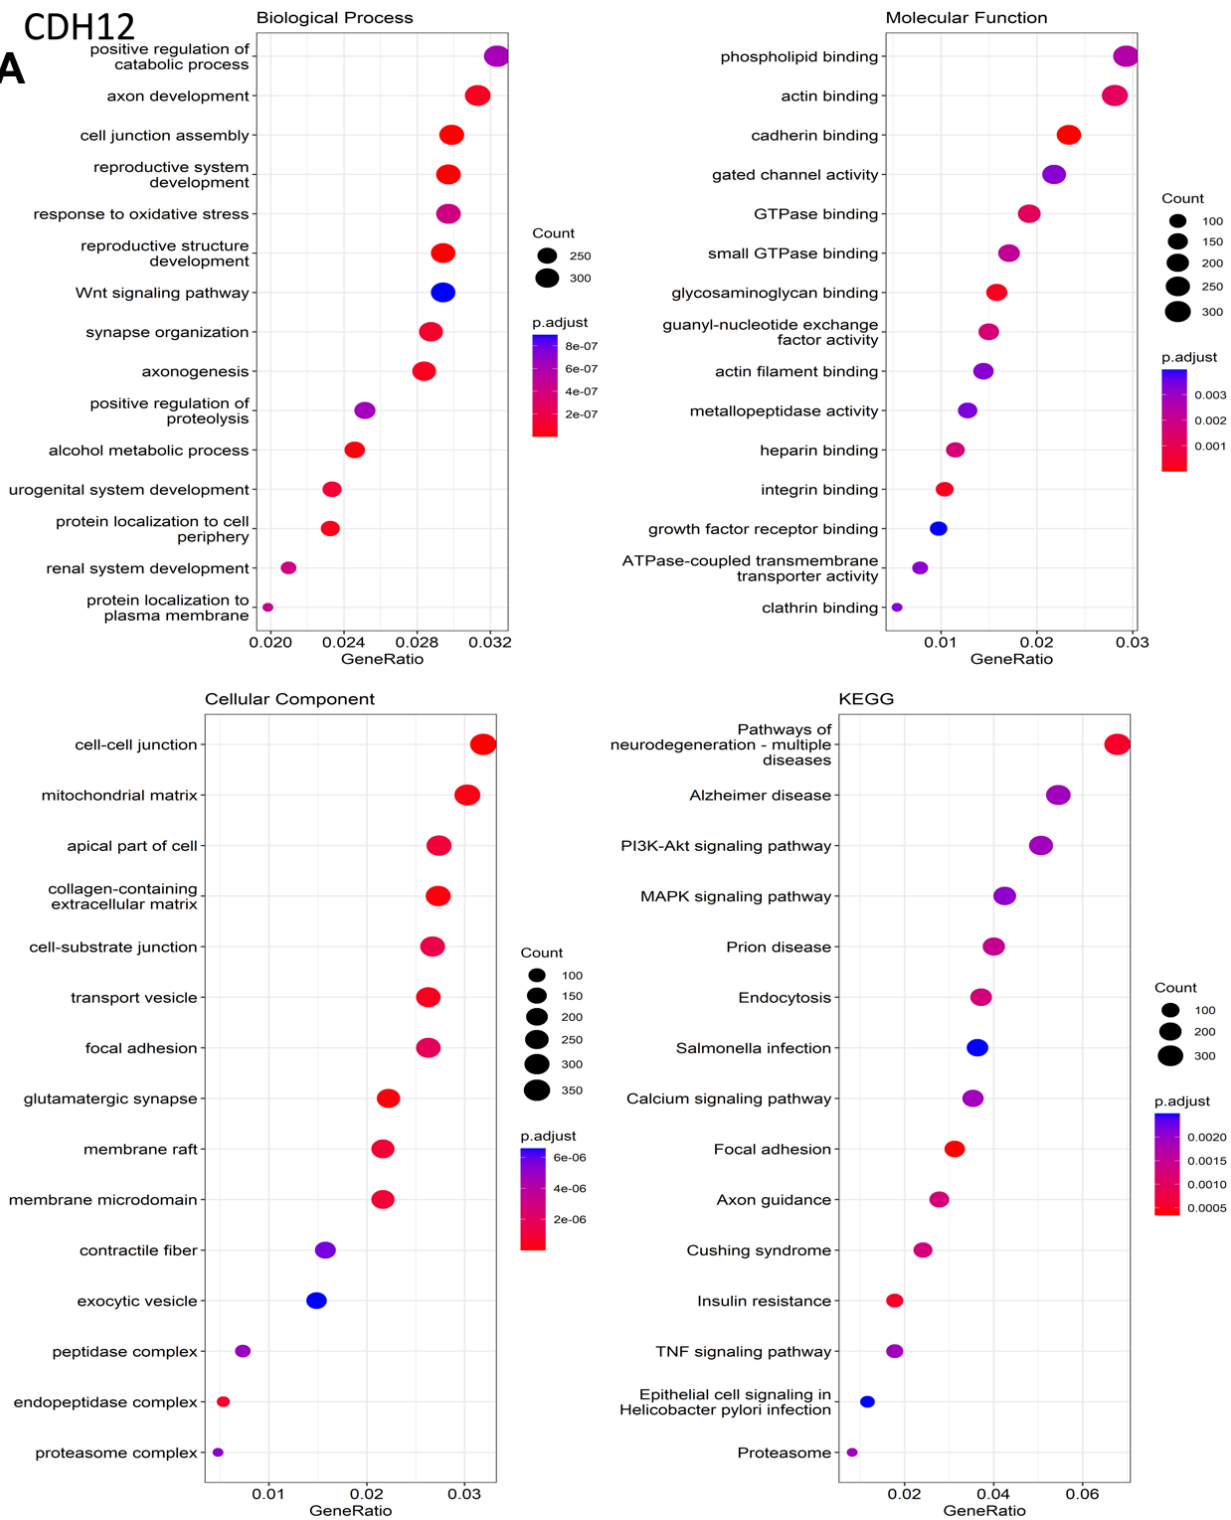 CDH12
A
Biological Process
positive regulation of
catabolic process
axon development
cell junction assembly
reproductive system
development
response to oxidative stress
reproductive structure
development
Wnt signaling pathway
synapse organization
axonogenesis
positive regulation of
proteolysis
alcohol metabolic process
urogenital system development
protein localization to cell
periphery
renal system development
protein localization to
plasma membrane
0.020 0.024 0.028 0.032
GeneRatio
Count
250
300
p.adjust
8e-07
6e-07
4e-07
2e-07
Molecular Function
phospholipid binding
actin binding
cadherin binding
gated channel activity
GTPase binding
small GTPase binding
glycosaminoglycan binding
guanyl-nucleotide exchange
factor activity
actin filament binding
metallopeptidase activity
heparin binding
integrin binding
growth factor receptor binding
ATPase-coupled transmembrane
transporter activity
clathrin binding
0.01 0.02 0.03
GeneRatio
Count
100
150
200
250
300
p.adjust
0.003
0.002
0.001
Cellular Component
cell-cell junction
mitochondrial matrix
apical part of cell
collagen-containing
extracellular matrix
cell-substrate junction
transport vesicle
focal adhesion
glutamatergic synapse
membrane raft
membrane microdomain
contractile fiber
exocytic vesicle
peptidase complex
endopeptidase complex
proteasome complex
0.01 0.02 0.03
GeneRatio
Count
100
150
200
250
300
350
p.adjust
6e-06
4e-06
2e-06
KEGG
Pathways of
neurodegeneration - multiple
diseases
Alzheimer disease
PI3K-Akt signaling pathway
MAPK signaling pathway
Prion disease
Endocytosis
Salmonella infection
Calcium signaling pathway
Focal adhesion
Axon guidance
Cushing syndrome
Insulin resistance
TNF signaling pathway
Epithelial cell signaling in
Helicobacter pylori infection
Proteasome
0.02 0.04 0.06
GeneRatio
Count
100
200
300
p.adjust
0.0020
0.0015
0.0010
0.0005